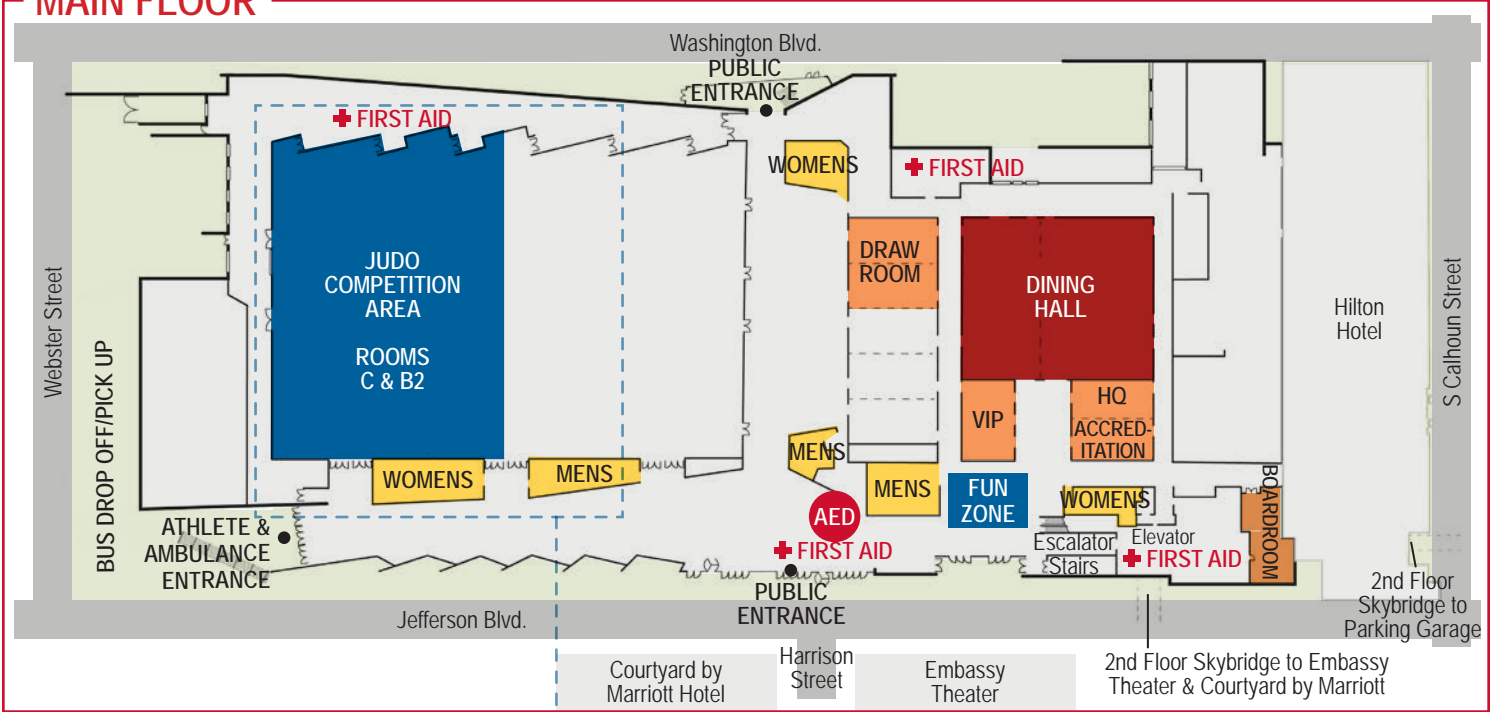 MAIN FLOOR
Washington Blvd.
PUBLIC
ENTRANCE
FIRST AID
WOMENS
FIRST AID
JUDO
COMPETITION
AREA
ROOMS
C & B2
DRAW
ROOM
DINING
HALL
Hilton
Hotel
Webster Street
S Calhoun Street
BUS DROP OFF/PICK UP
VIP
HQ
ACCRED-
ITATION
WOMENS
MENS
MENS
MENS
FUN
ZONE
WOMENS
BOARDROOM
AED
FIRST AID
ATHLETE &
AMBULANCE
ENTRANCE
Escalator
Stairs
Elevator
FIRST AID
PUBLIC
ENTRANCE
2nd Floor
Skybridge to
Parking Garage
Jefferson Blvd.
Harrison
Street
Courtyard by
Marriott Hotel
Embassy
Theater
2nd Floor Skybridge to Embassy
Theater & Courtyard by Marriott